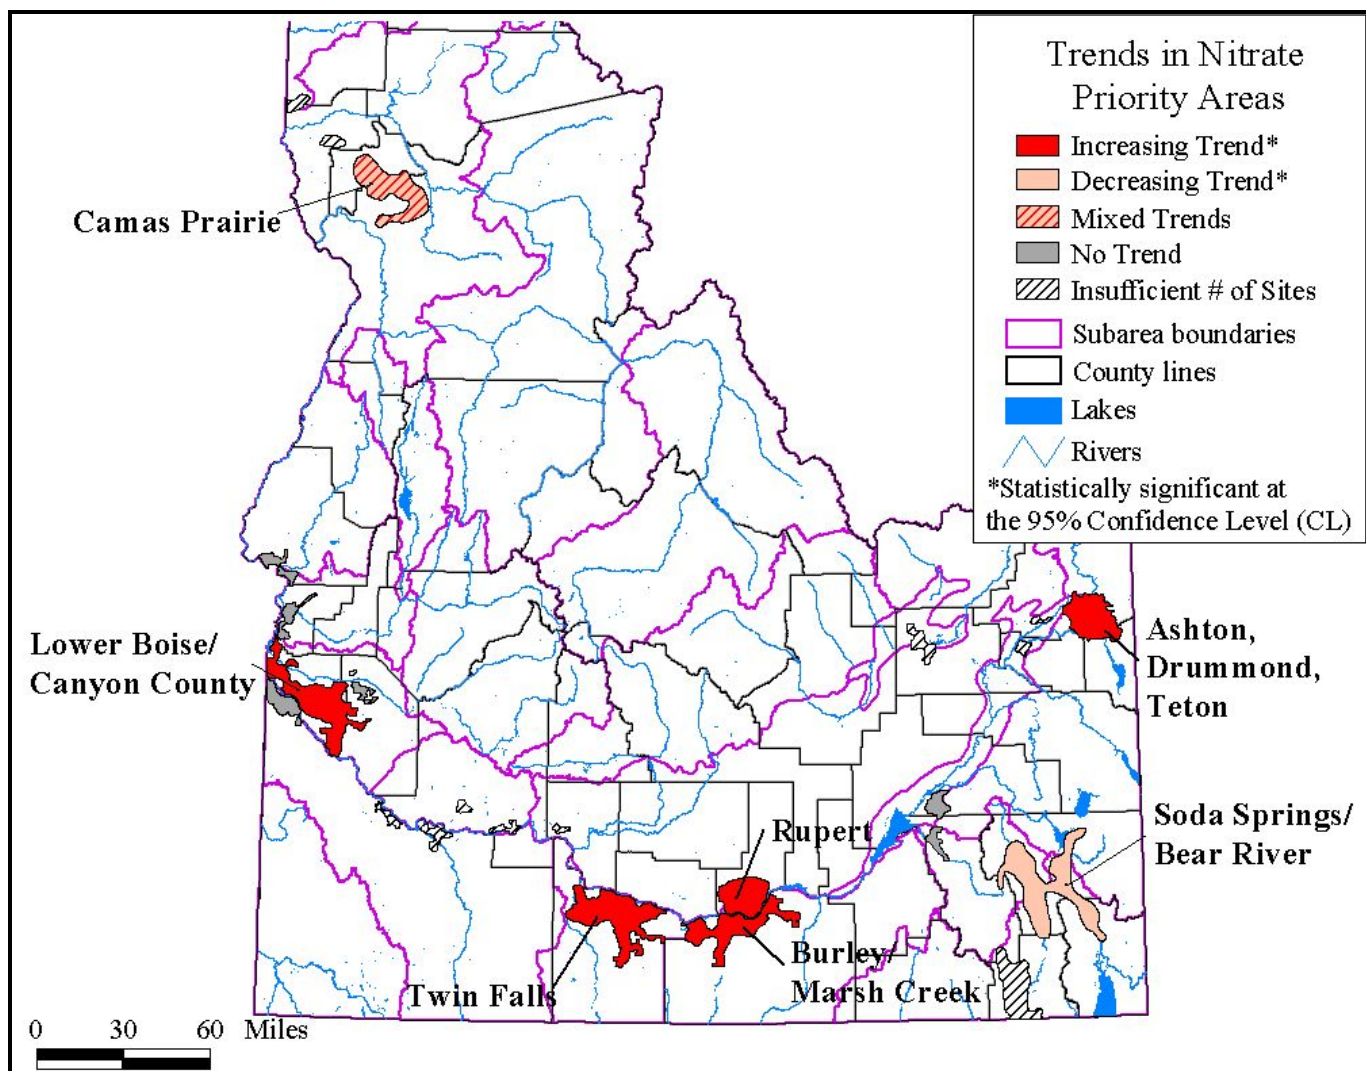 Trends in Nitrate
Priority Areas
Increasing Trend*
Decreasing Trend*
Mixed Trends
No Trend
Insufficient # of Sites
Subarea boundaries
County lines
Lakes
Rivers
*Statistically significant at
the 95% Confidence Level (CL)
Camas Prairie
Lower Boise/
Canyon County
Ashton,
Drummond,
Teton
Soda Springs/
Bear River
Rupert
Burley/
Marsh Creek
Twin Falls
0 30 60 Miles